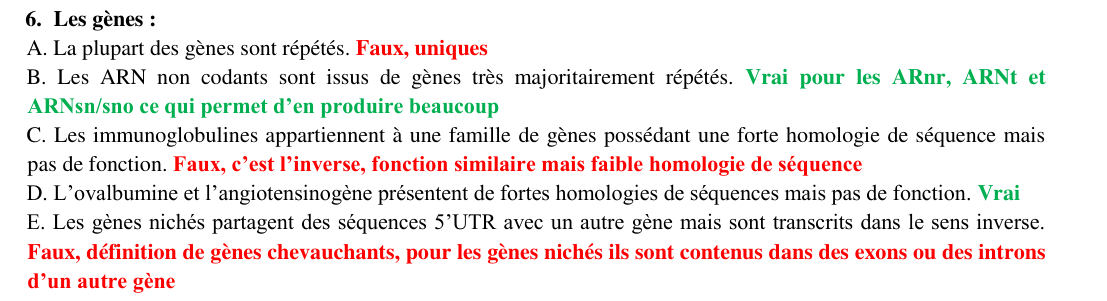 6. Les gènes :
A. La plupart des gènes sont répétés. Faux, uniques
B. Les ARN non codants sont issus de gènes très majoritairement répétés. Vrai pour les ARnr, ARNt et
ARNsn/sno ce qui permet d'en produire beaucoup
C. Les immunoglobulines appartiennent à une famille de gènes possédant une forte homologie de séquence mais
pas de fonction. Faux, c'est l'inverse, fonction similaire mais faible homologie de séquence
D. L'ovalbumine et l'angiotensinogène présentent de fortes homologies de séquences mais pas de fonction. Vrai
E. Les gènes nichés partagent des séquences 5'UTR avec un autre gène mais sont transcrits dans le sens inverse.
Faux, définition de gènes chevauchants, pour les gènes nichés ils sont contenus dans des exons ou des introns
d'un autre gène